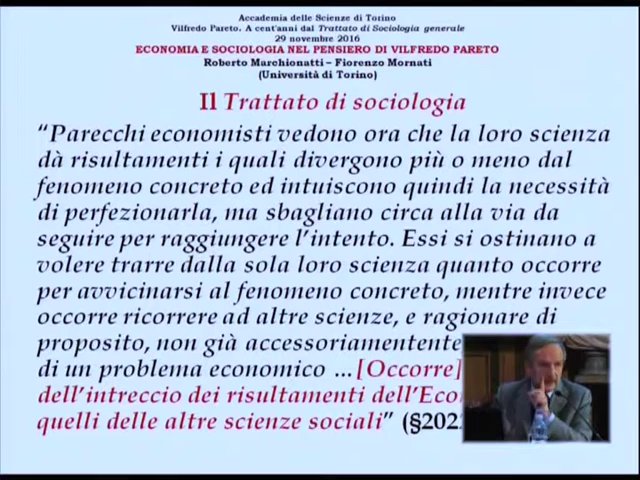 Accademia delle Scienze di Torino
Vilfredo Pareto. A cent'anni dal Trattato di Sociologia generale
29 novembre 2016
ECONOMIA E SOCIOLOGIA NEL PENSIERO DI VILFREDO PARETO
Roberto Marchionatti – Fiorenzo Mornati
(Università di Torino)
Il Trattato di sociologia
“Parecchi economisti vedono ora che la loro scienza
dà risultamenti i quali divergono più o meno dal
fenomeno concreto ed intuiscono quindi la necessità
di perfezionarla, ma sbagliano circa alla via da
seguire per raggiungere l’intento. Essi si ostinano a
volere trarre dalla sola loro scienza quanto occorre
per avvicinarsi al fenomeno concreto, mentre invece
occorre ricorrere ad altre scienze, e ragionare di
proposito, non già accessoriamentente
di un problema economico …[Occorre]
dell’intreccio dei risultamenti dell’Eco
quelli delle altre scienze sociali” (§202